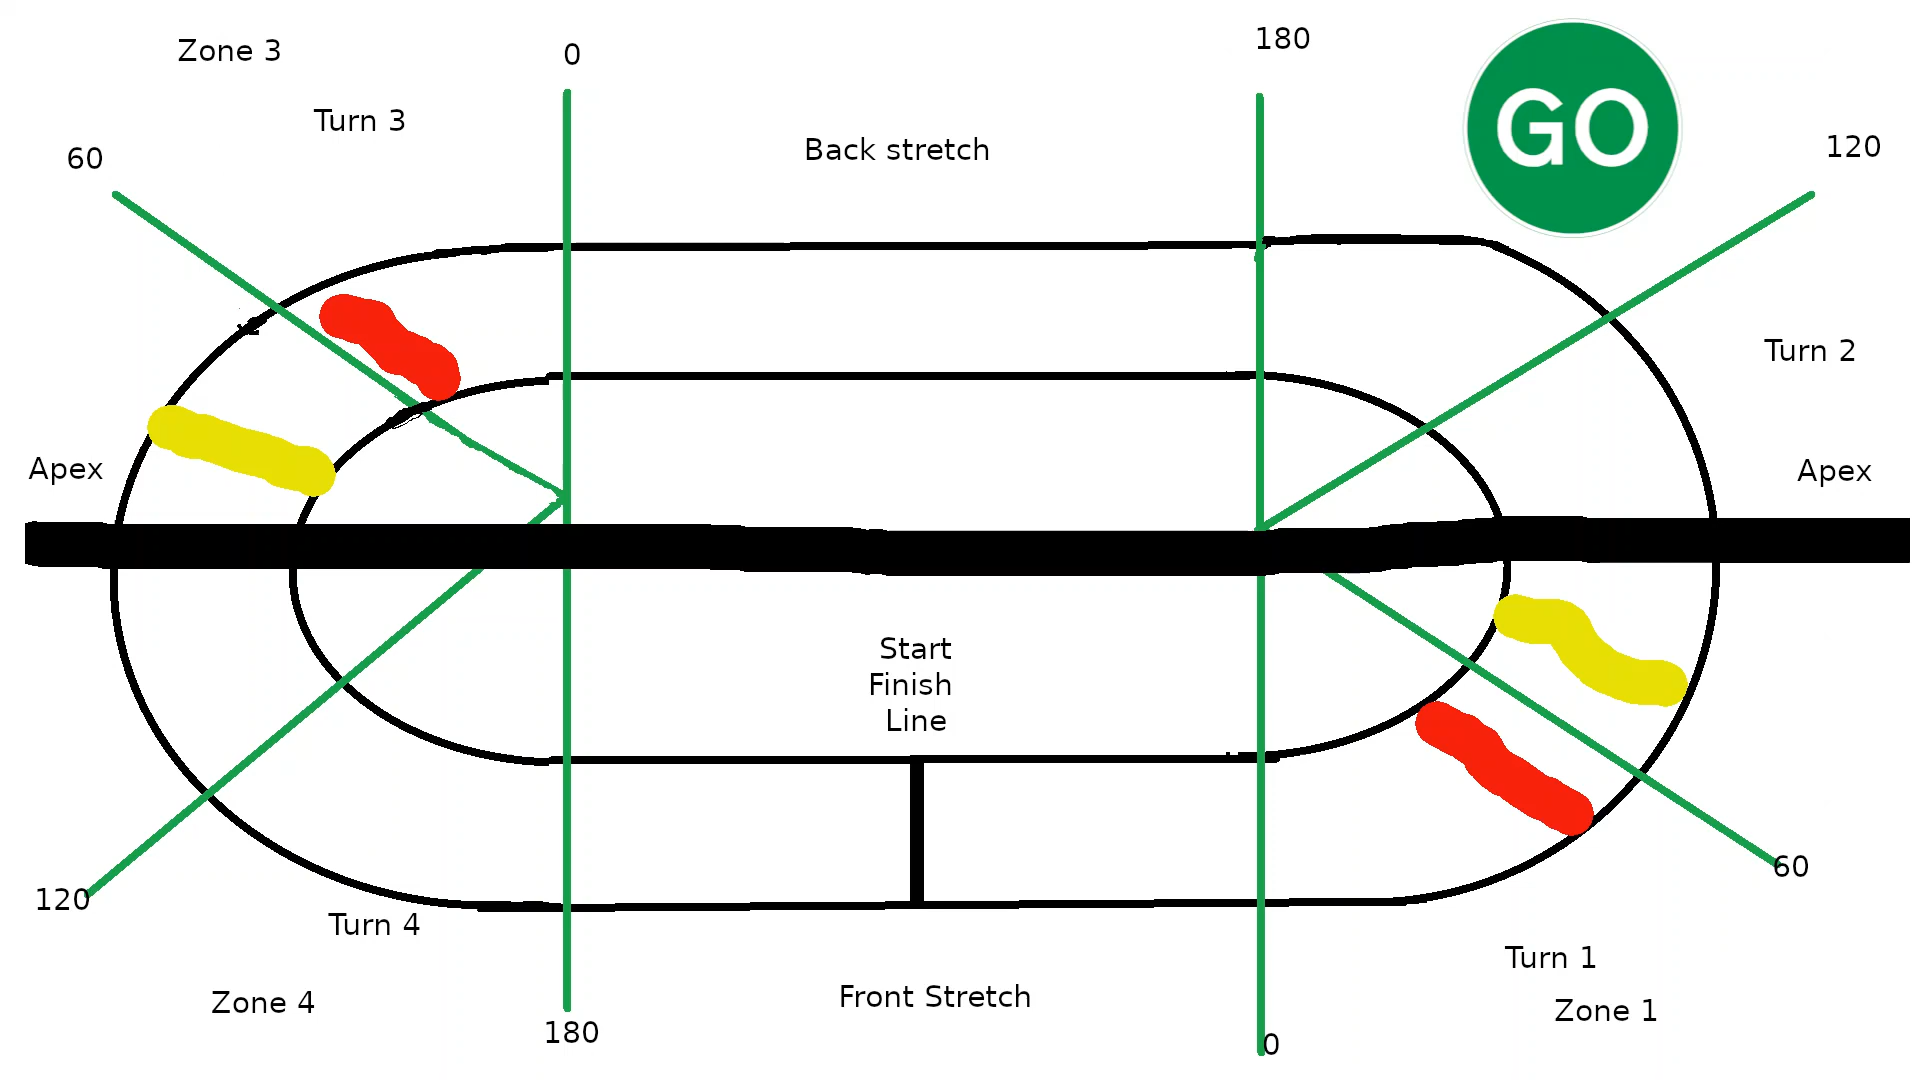 Zone 3
0
180
GO
Turn 3
Back stretch
60
120
Turn 2
Apex
Apex
Start
Finish
Line
60
120
Turn 4
Turn 1
Zone 4
Front Stretch
Zone 1
180
0